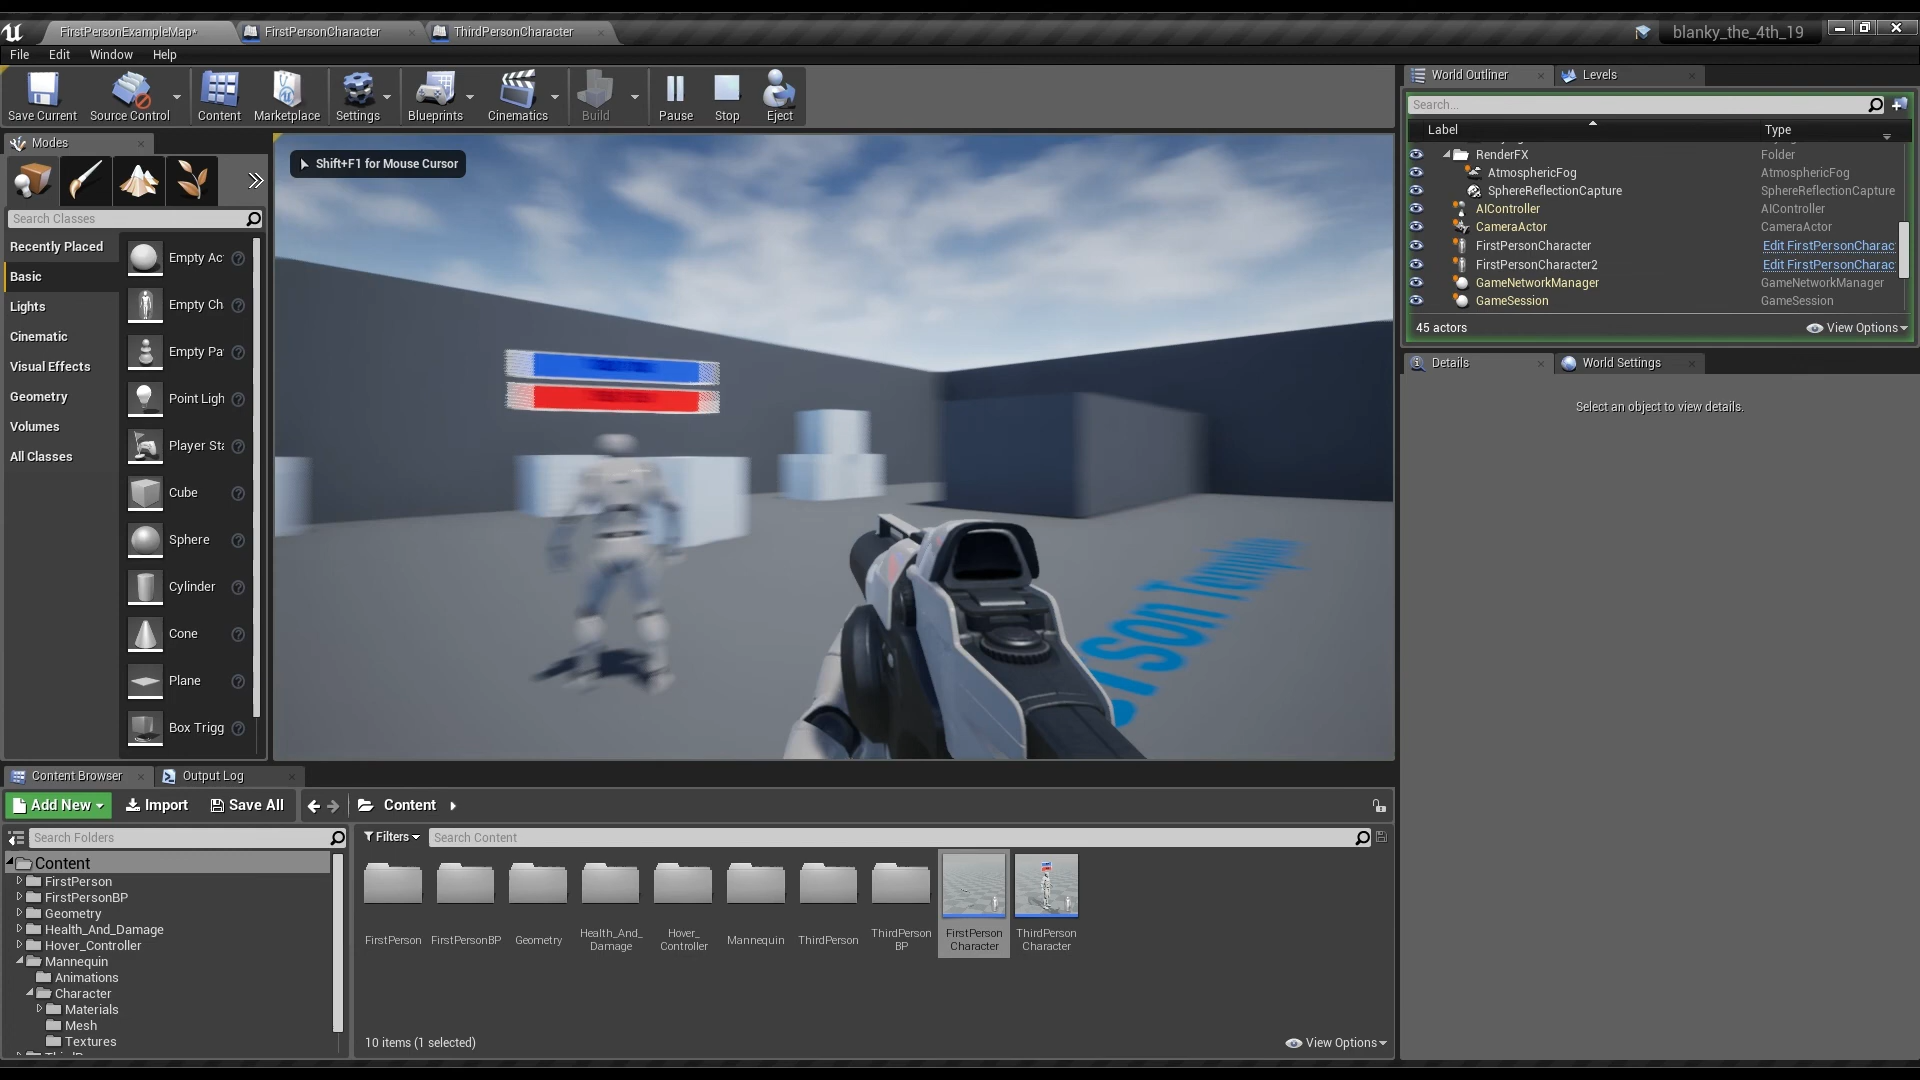 FirstPersonExampleMap*
FirstPersonCharacter
ThirdPersonCharacter
blanky_the_4th_19
File Edit Window Help
Save Current
Source Control
Content
Marketplace
Settings
Blueprints
Cinematics
Build
Pause
Stop
Eject
Modes
Search Classes
Recently Placed
Basic
Lights
Cinematic
Visual Effects
Geometry
Volumes
All Classes
Empty Ac
Empty Ch
Empty Pa
Point Ligh
Player Sta
Cube
Sphere
Cylinder
Cone
Plane
Box Trigg
Shift+F1 for Mouse Cursor
World Outliner
Levels
Search...
Label Type
RenderFX Folder
AtmosphericFog AtmosphericFog
SphereReflectionCapture SphereReflectionCapture
AIController AIController
CameraActor CameraActor
FirstPersonCharacter Edit FirstPersonCharac
FirstPersonCharacter2 Edit FirstPersonCharac
GameNetworkManager GameNetworkManager
GameSession GameSession
45 actors
View Options
Details
World Settings
Select an object to view details.
Content Browser
Output Log
Add New
Import
Save All
Content
Search Folders
Filters
Search Content
Content
FirstPerson
FirstPersonBP
Geometry
Health_And_Damage
Hover_Controller
Mannequin
Animations
Character
Materials
Mesh
Textures
FirstPerson
FirstPersonBP
Geometry
Health_And_
Damage
Hover_
Controller
Mannequin
ThirdPerson
ThirdPerson
BP
FirstPerson
Character
ThirdPerson
Character
10 items (1 selected)
View Options